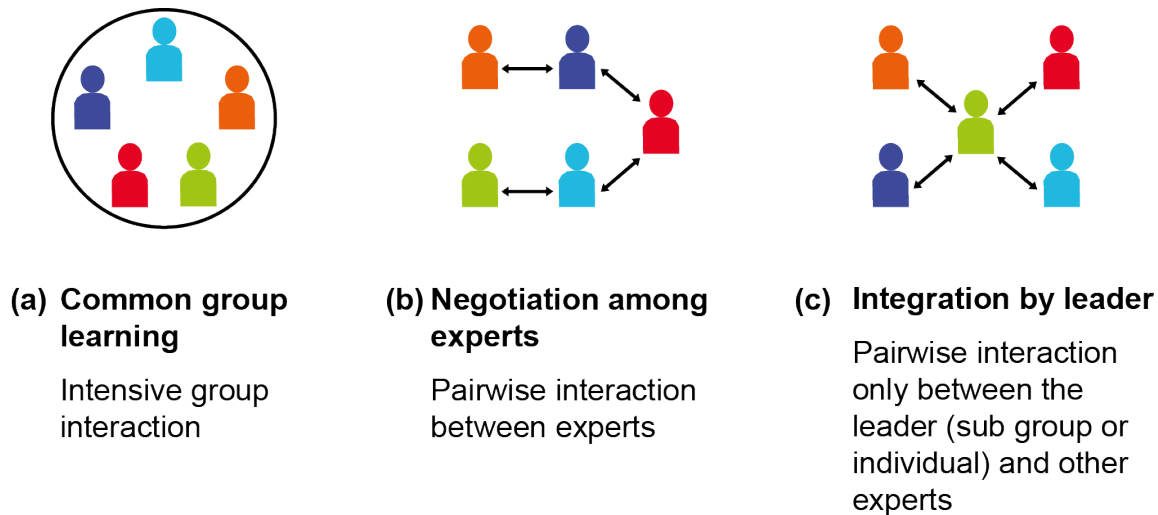 (a) Common group
learning
Intensive group
interaction
(b) Negotiation among
experts
Pairwise interaction
between experts
(c) Integration by leader
Pairwise interaction
only between the
leader (sub group or
individual) and other
experts